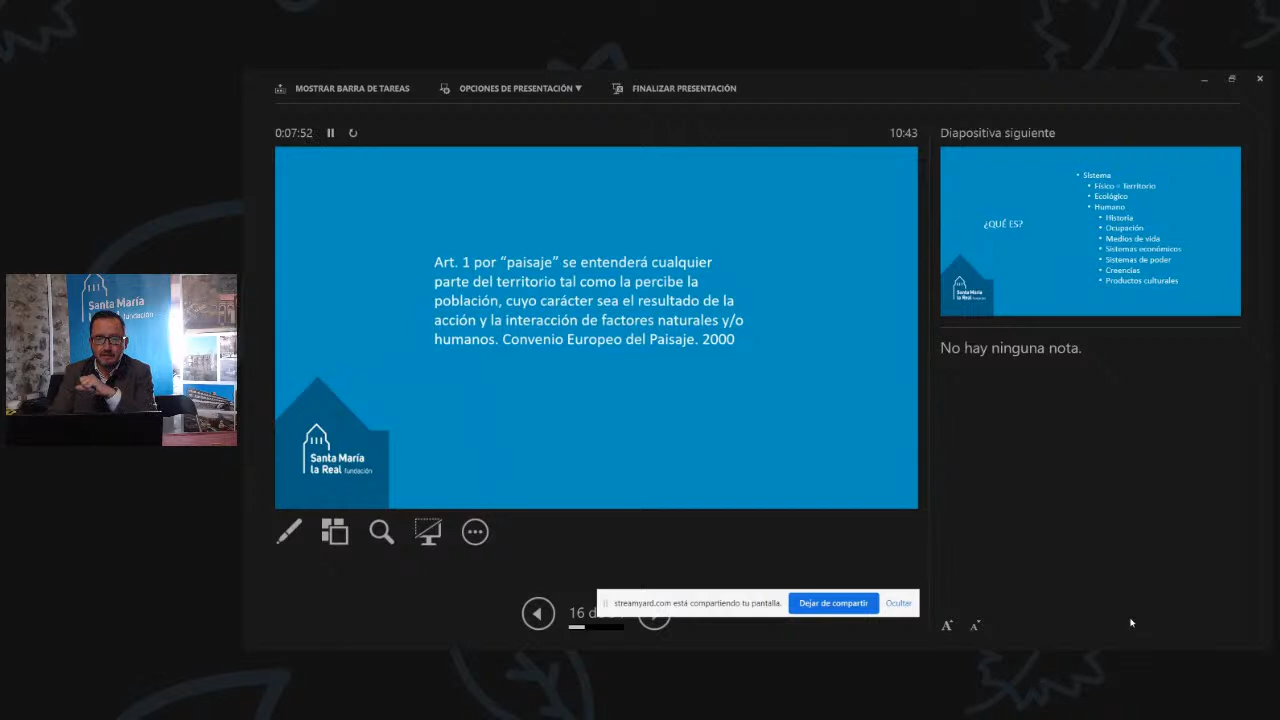 MOSTRAR BARRA DE TAREAS
OPCIONES DE PRESENTACIÓN ▼
FINALIZAR PRESENTACIÓN
0:07:52
10:43
Diapositiva siguiente
Art. 1 por “paisaje” se entenderá cualquier
parte del territorio tal como la percibe la
población, cuyo carácter sea el resultado de la
acción y la interacción de factores naturales y/o
humanos. Convenio Europeo del Paisaje. 2000
Santa María
la Real fundación
¿QUÉ ES?
• Sistema
• Físico = Territorio
• Ecológico
• Humano
• Historia
• Ocupación
• Medios de vida
• Sistemas económicos
• Sistemas de poder
• Creencias
• Productos culturales
No hay ninguna nota.
Santa María
fundación
16 d
streamyard.com está compartiendo tu pantalla.
Dejar de compartir
Ocultar
A A